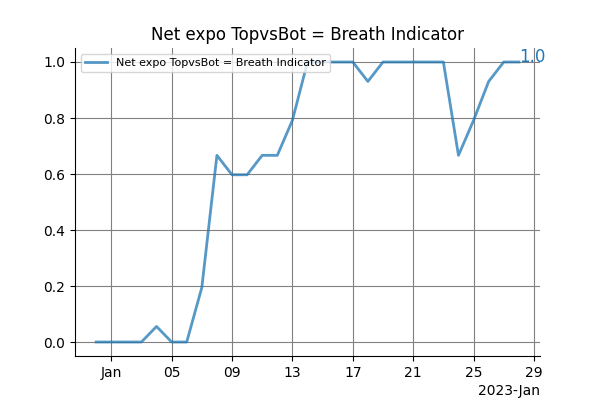 Net expo TopvsBot = Breath Indicator
1.0
Net expo TopvsBot = Breath Indicator
1.0
0.8
0.6
0.4
0.2
0.0
Jan 05 09 13 17 21 25 29
2023-Jan